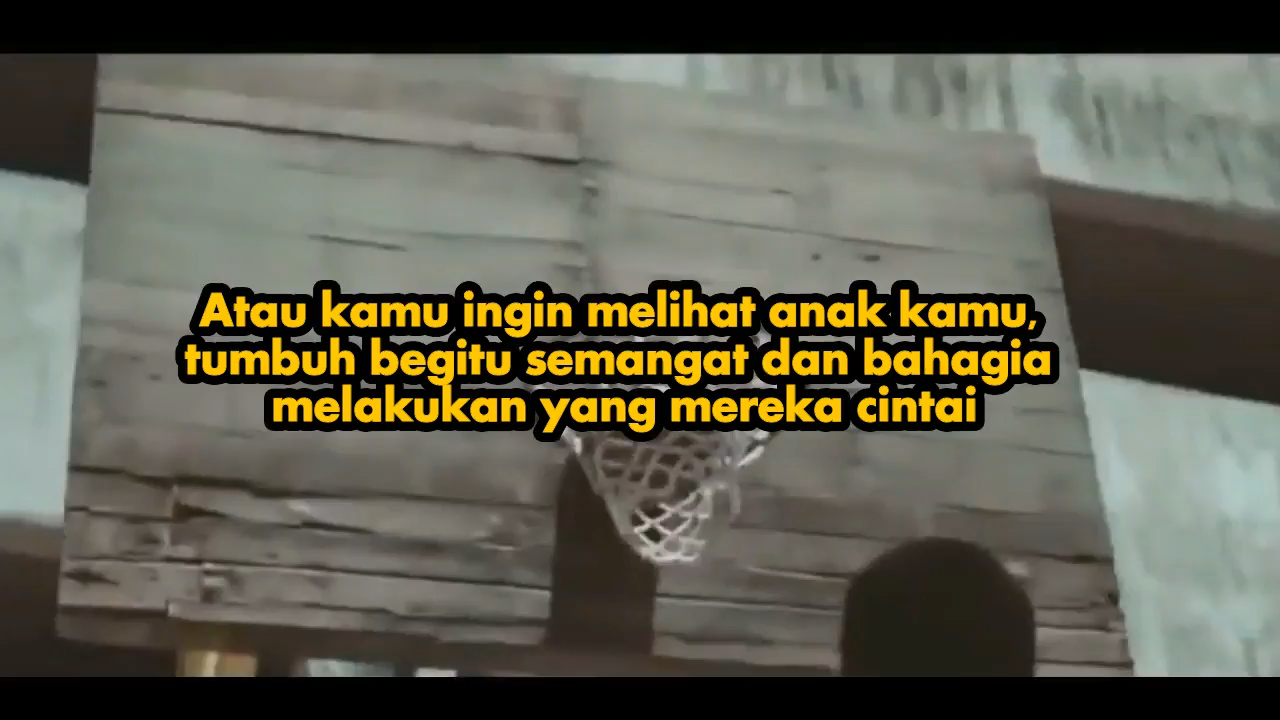 Atau kamu ingin melihat anak kamu,
tumbuh begitu semangat dan bahagia
melakukan yang mereka cintai